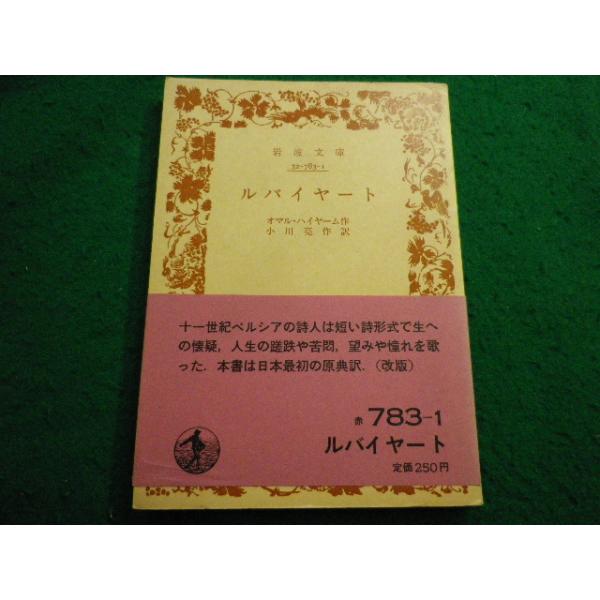 岩波文庫
32-783-1
ルバイヤート
オマル・ハイヤーム作
小川亮作訳
十一世紀ペルシアの詩人は短い詩形式で生へ
の懐疑，人生の蹉跌や苦悶，望みや憧れを歌
った．本書は日本最初の原典訳．（改版）
赤 783-1
ルバイヤート
定価250円